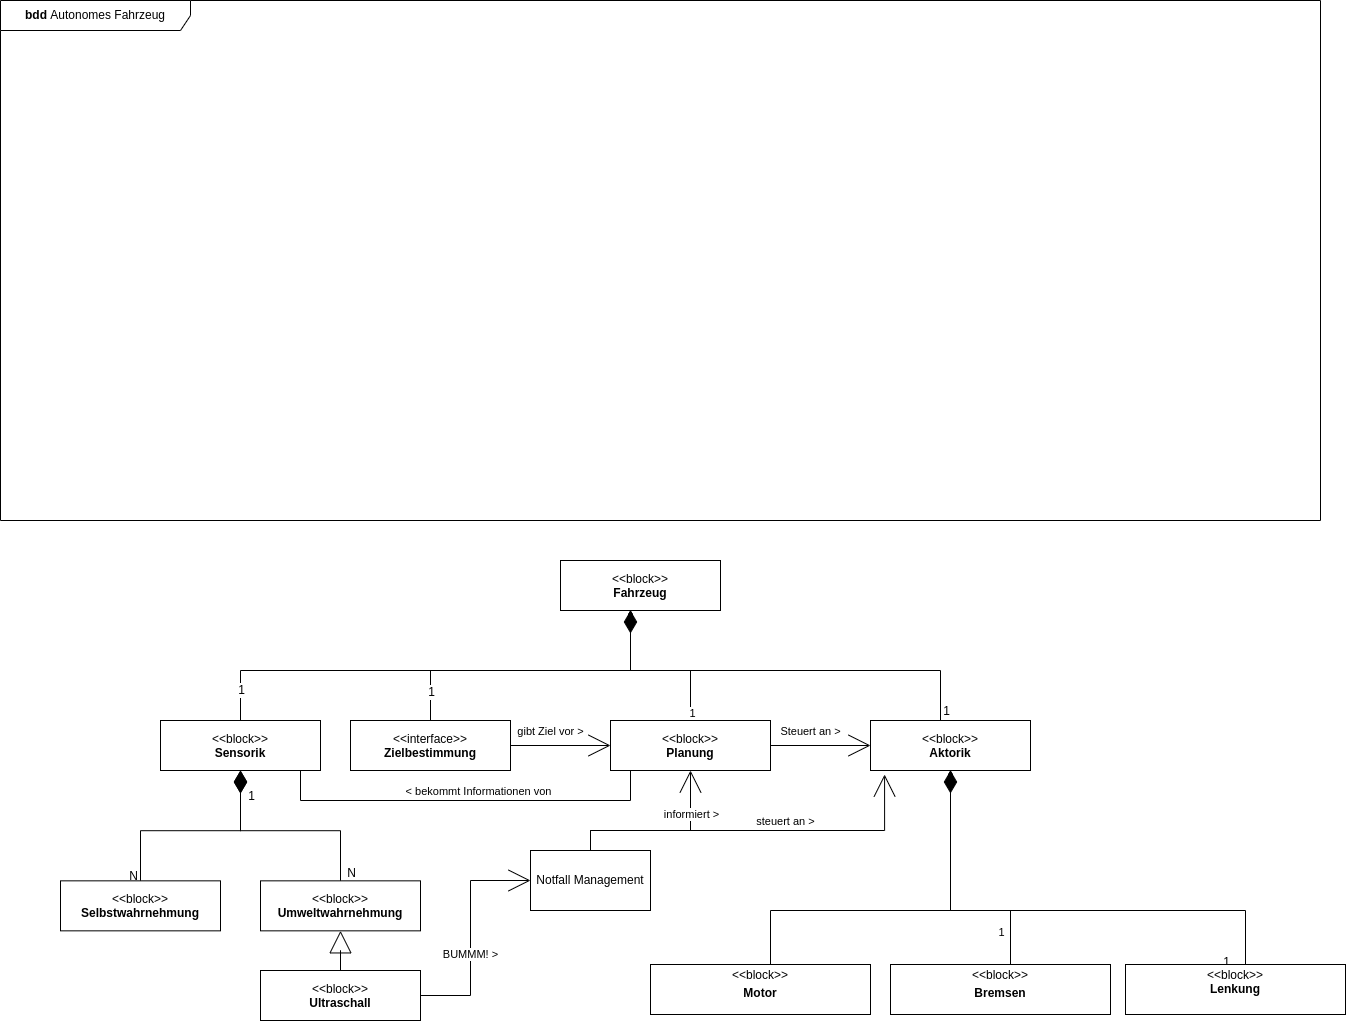 bdd Autonomes Fahrzeug
<<block>>
Fahrzeug
1
1
1
1
<<block>>
Sensorik
<<interface>>
Zielbestimmung
gibt Ziel vor >
<<block>>
Planung
Steuert an >
<<block>>
Aktorik
1
< bekommt Informationen von
informiert >
steuert an >
N
N
<<block>>
Selbstwahrnehmung
<<block>>
Umweltwahrnehmung
Notfall Management
BUMMM! >
1
1
<<block>>
Ultraschall
<<block>>
Motor
<<block>>
Bremsen
<<block>>
Lenkung